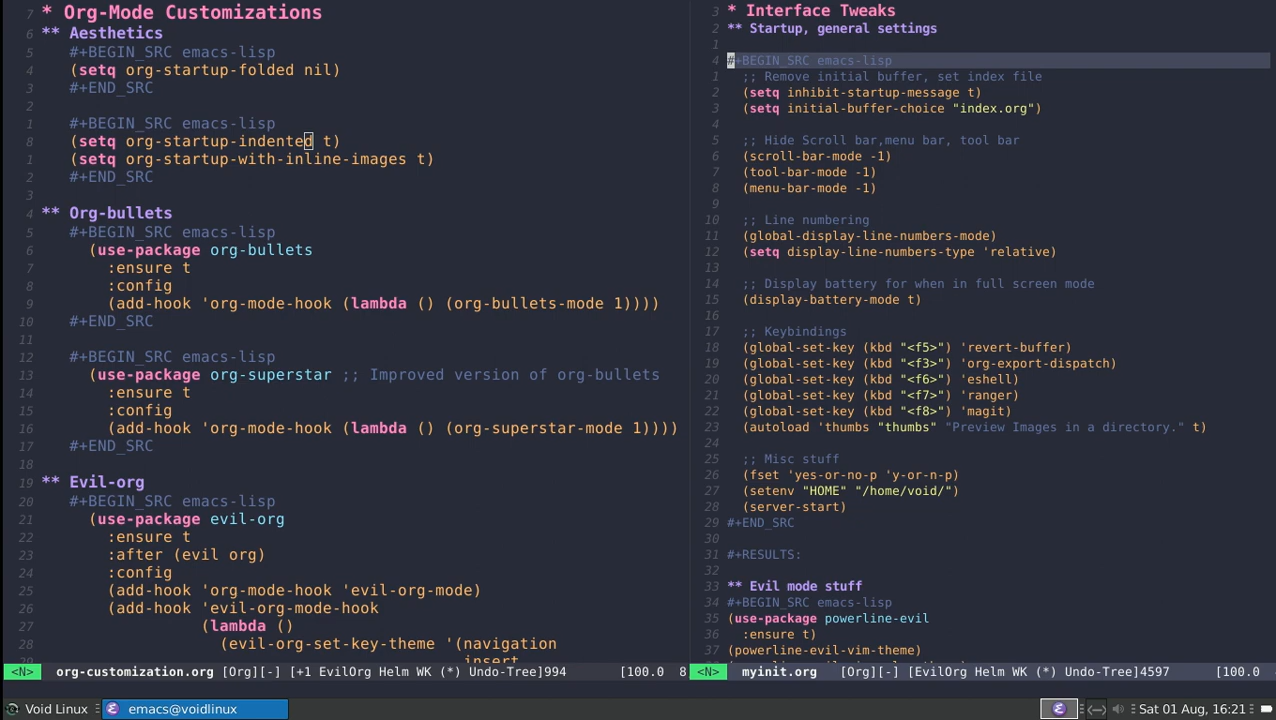 7 * Org-Mode Customizations
6 ** Aesthetics
5 #+BEGIN_SRC emacs-lisp
4 (setq org-startup-folded nil)
3 #+END_SRC
2
1 #+BEGIN_SRC emacs-lisp
8 (setq org-startup-indented t)
1 (setq org-startup-with-inline-images t)
2 #+END_SRC
3
4 ** Org-bullets
5 #+BEGIN_SRC emacs-lisp
6 (use-package org-bullets
7 :ensure t
8 :config
9 (add-hook 'org-mode-hook (lambda () (org-bullets-mode 1))))
10 #+END_SRC
11
12 #+BEGIN_SRC emacs-lisp
13 (use-package org-superstar ;; Improved version of org-bullets
14 :ensure t
15 :config
16 (add-hook 'org-mode-hook (lambda () (org-superstar-mode 1))))
17 #+END_SRC
18
19 ** Evil-org
20 #+BEGIN_SRC emacs-lisp
21 (use-package evil-org
22 :ensure t
23 :after (evil org)
24 :config
25 (add-hook 'org-mode-hook 'evil-org-mode)
26 (add-hook 'evil-org-mode-hook
27 (lambda ()
28 (evil-org-set-key-theme '(navigation
29 insert
<N> org-customization.org [Org][-] [+1 EvilOrg Helm WK (*) Undo-Tree]994 [100.0 8
3 * Interface Tweaks
2 ** Startup, general settings
1
4 #+BEGIN_SRC emacs-lisp
1 ;; Remove initial buffer, set index file
2 (setq inhibit-startup-message t)
3 (setq initial-buffer-choice "index.org")
4
5 ;; Hide Scroll bar,menu bar, tool bar
6 (scroll-bar-mode -1)
7 (tool-bar-mode -1)
8 (menu-bar-mode -1)
9
10 ;; Line numbering
11 (global-display-line-numbers-mode)
12 (setq display-line-numbers-type 'relative)
13
14 ;; Display battery for when in full screen mode
15 (display-battery-mode t)
16
17 ;; Keybindings
18 (global-set-key (kbd "<f5>") 'revert-buffer)
19 (global-set-key (kbd "<f3>") 'org-export-dispatch)
20 (global-set-key (kbd "<f6>") 'eshell)
21 (global-set-key (kbd "<f7>") 'ranger)
22 (global-set-key (kbd "<f8>") 'magit)
23 (autoload 'thumbs "thumbs" "Preview Images in a directory." t)
24
25 ;; Misc stuff
26 (fset 'yes-or-no-p 'y-or-n-p)
27 (setenv "HOME" "/home/void/")
28 (server-start)
29 #+END_SRC
30
31 #+RESULTS:
32
33 ** Evil mode stuff
34 #+BEGIN_SRC emacs-lisp
35 (use-package powerline-evil
36 :ensure t)
37 (powerline-evil-vim-theme)
<N> myinit.org [Org][-] [EvilOrg Helm WK (*) Undo-Tree]4597 [100.0
Void Linux emacs@voidlinux Sat 01 Aug, 16:21